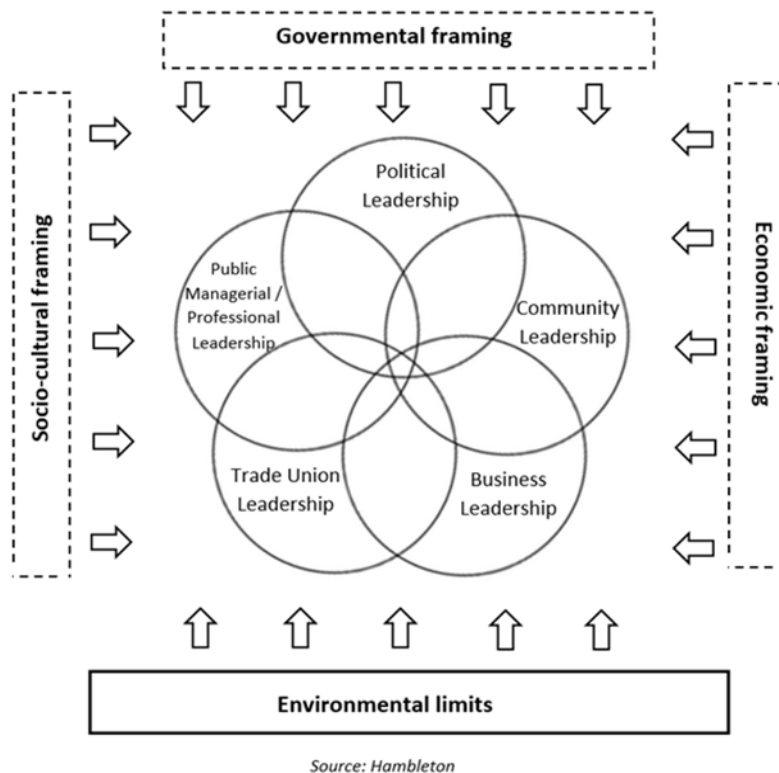 Governmental framing
Socio-cultural framing
Economic framing
Political
Leadership
Public
Managerial /
Professional
Leadership
Community
Leadership
Trade Union
Leadership
Business
Leadership
Environmental limits
Source: Hambleton